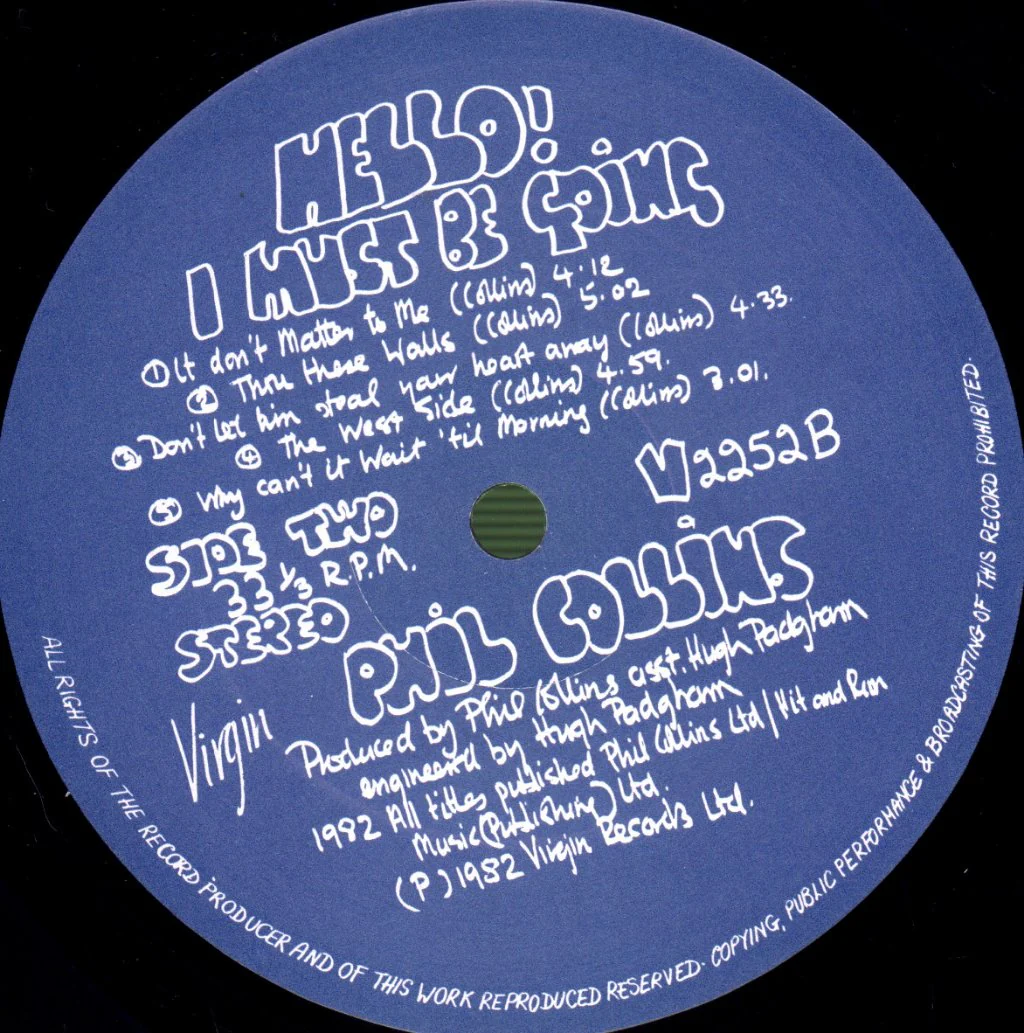 HELLO!
I MUST BE GOING
① It don't Matter to Me (Collins) 4:12
② Thru these Walls (Collins) 5.02
③ Don't let him steal your heart away (Collins) 4.33.
④ The West Side (Collins) 4.59.
⑤ Why can't it Wait 'til Morning (Collins) 3.01.
V2252B
SIDE TWO
33 1/3 R.P.M.
STEREO
PHIL COLLINS
Virgin
Produced by Phil Collins asst. Hugh Padgham
engineered by Hugh Padgham
1982 All titles published Phil Collins Ltd / Hit and Run
Music (Publishing) Ltd.
(P) 1982 Virgin Records Ltd.
ALL RIGHTS OF THE RECORD PRODUCER AND OF THIS WORK REPRODUCED RESERVED. COPYING, PUBLIC PERFORMANCE & BROADCASTING OF THIS RECORD PROHIBITED.